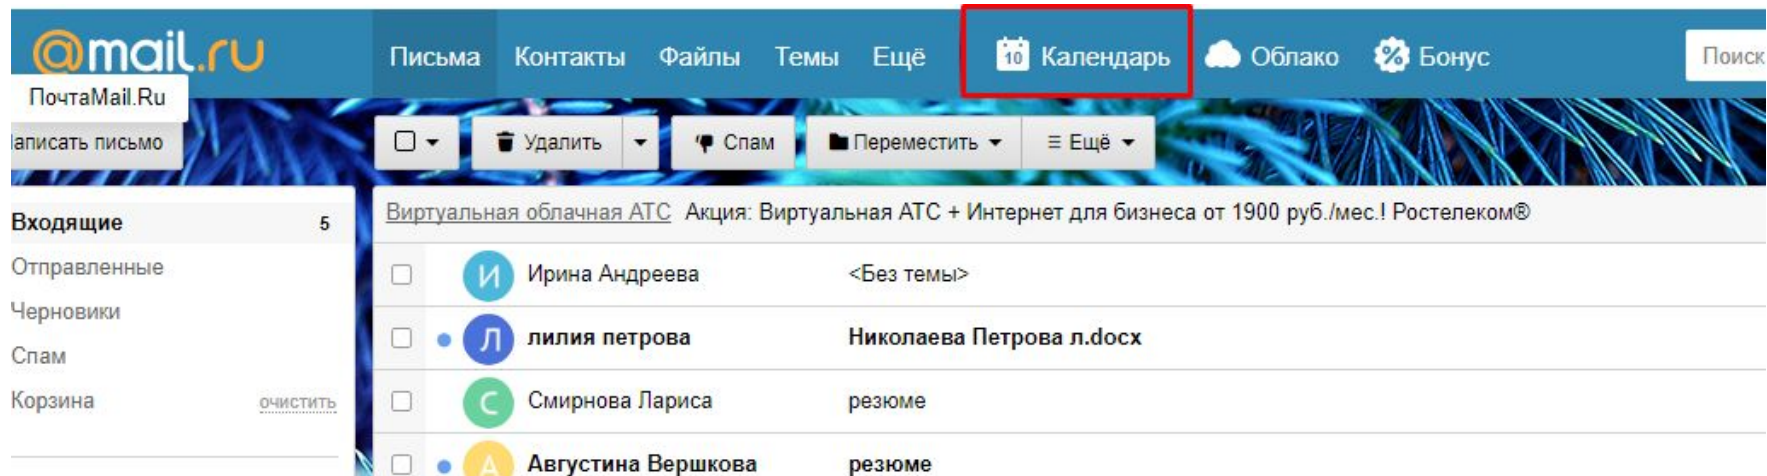 @mail.ru
Письма Контакты Файлы Темы Ещё 10 Календарь Облако % Бонус Поиск
ПочтаMail.Ru
аписать письмо
Удалить Спам Переместить Ещё
Виртуальная облачная АТС Акция: Виртуальная АТС + Интернет для бизнеса от 1900 руб./мес.! Ростелеком®
Входящие 5
Отправленные
Черновики
Спам
Корзина очистить
И Ирина Андреева <Без темы>
Л лилия петрова Николаева Петрова л.docx
С Смирнова Лариса резюме
А Августина Вершкова резюме